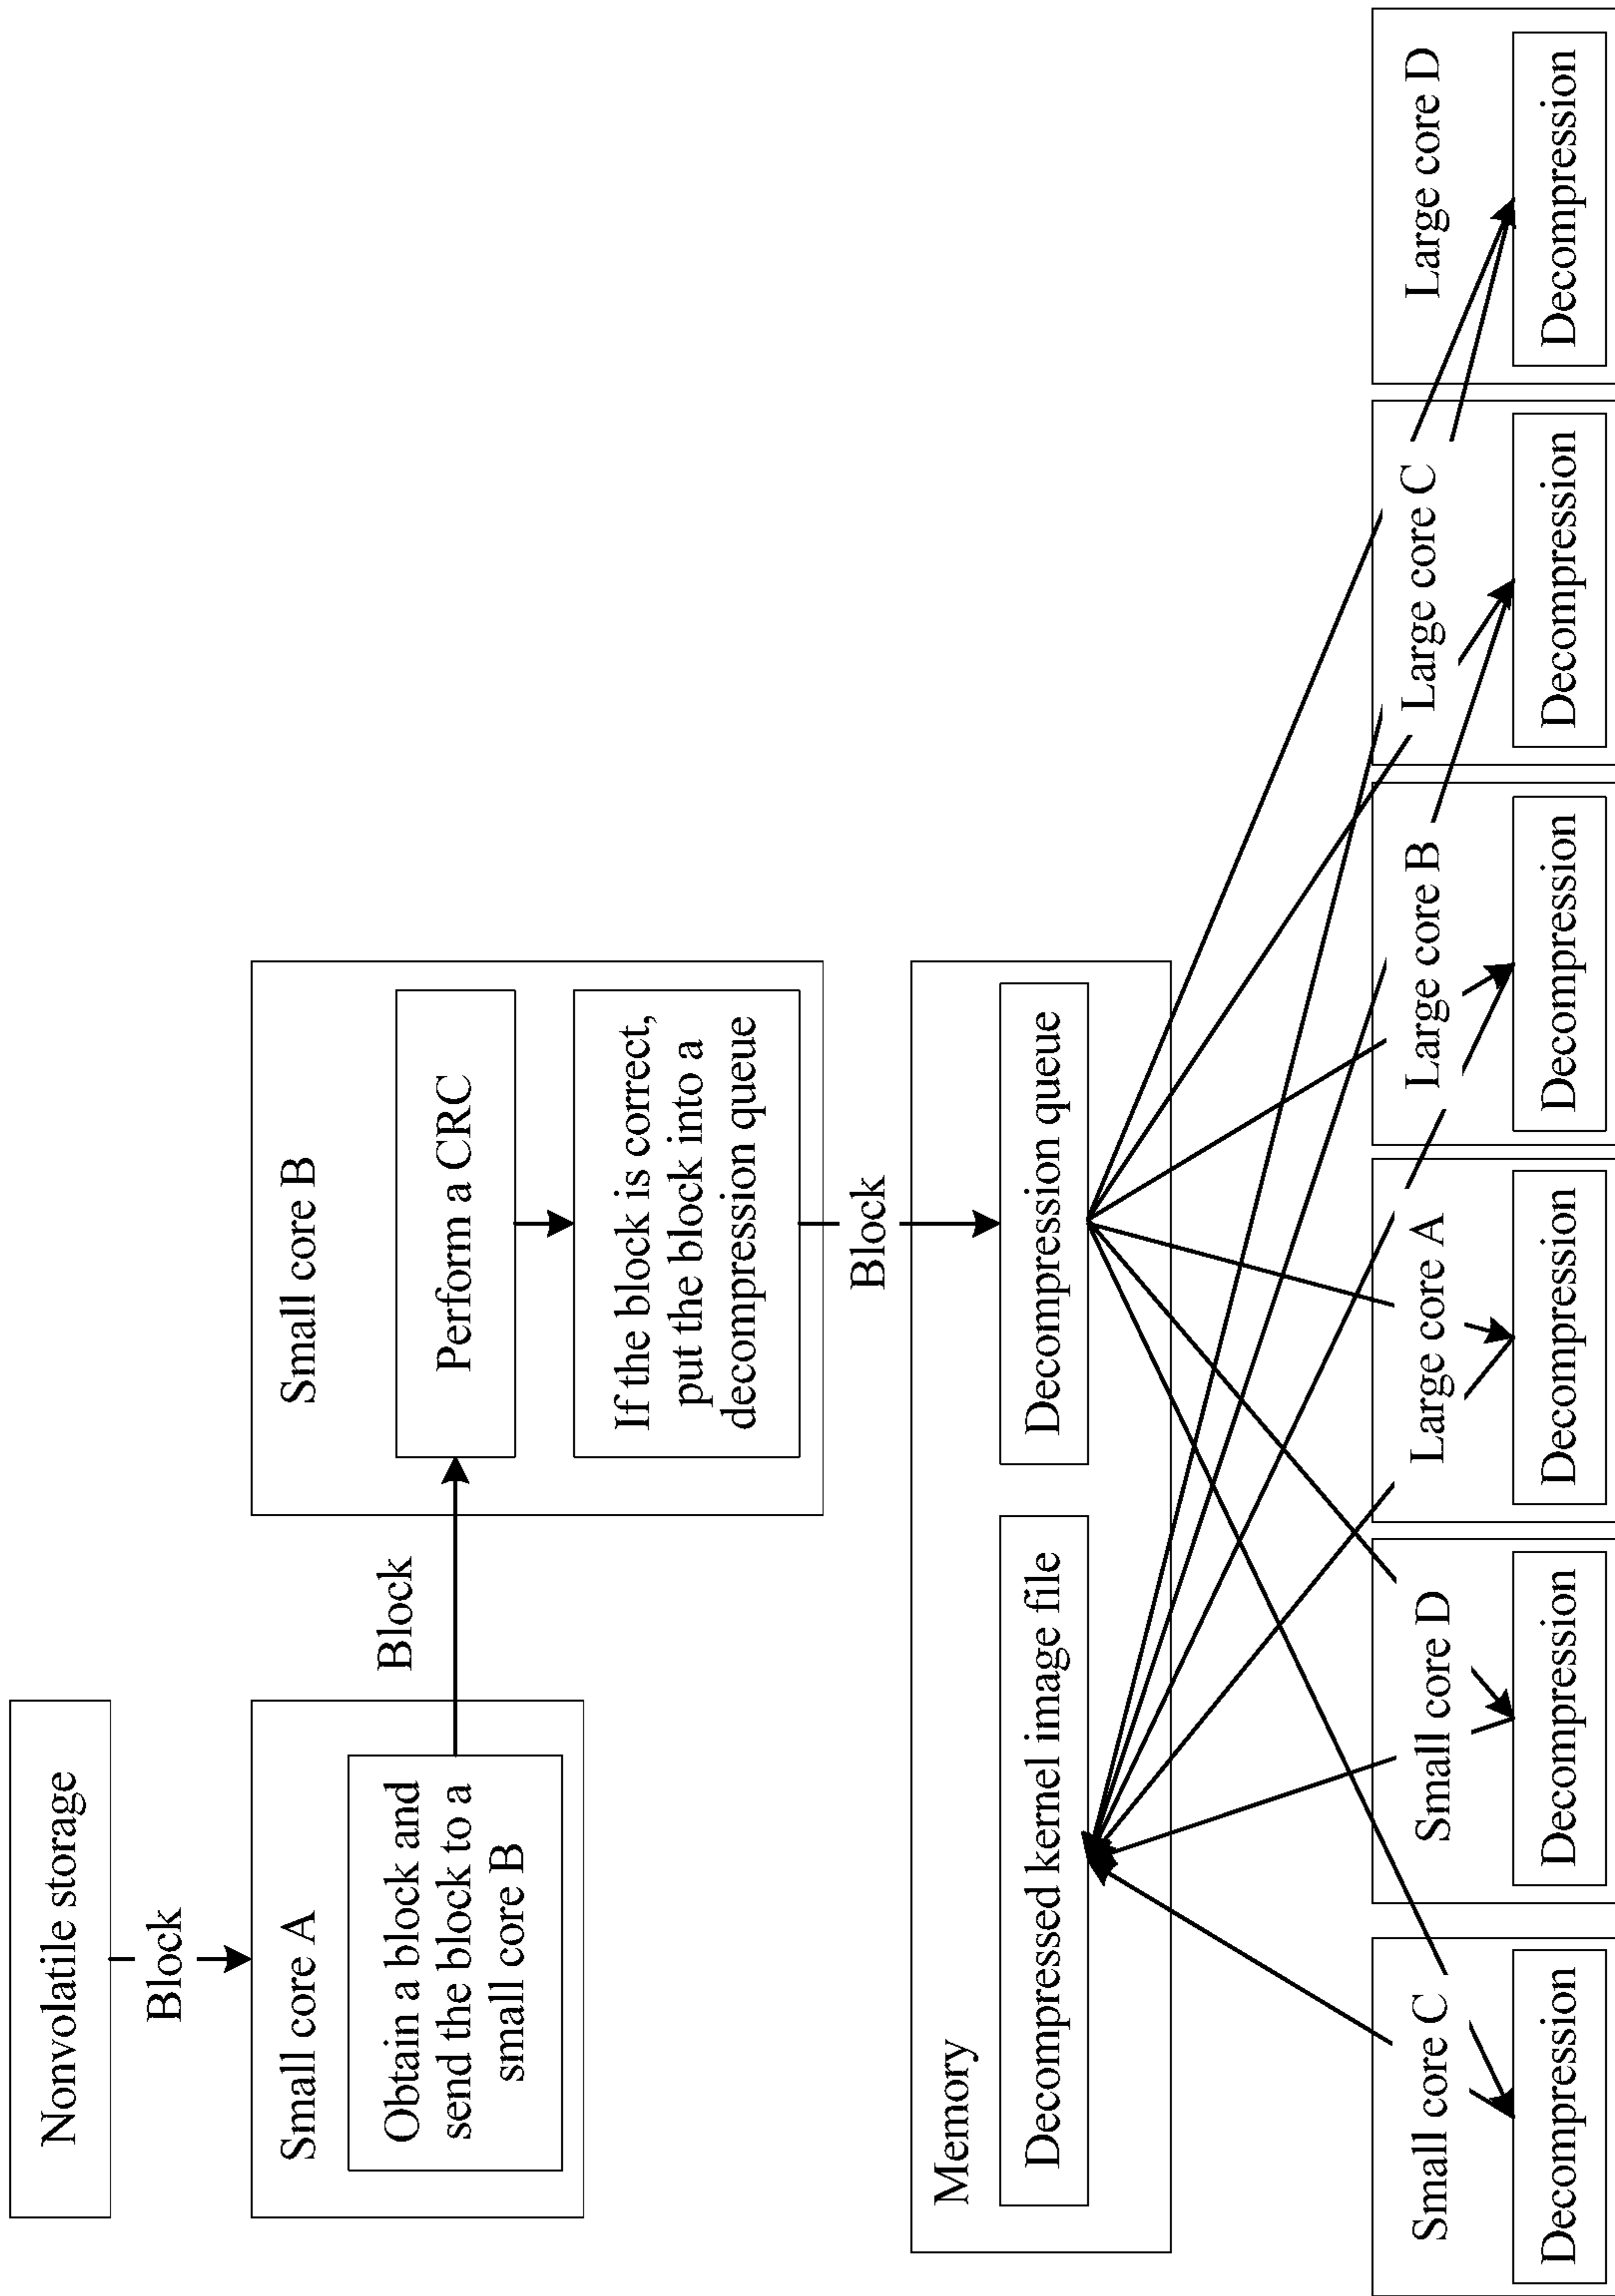 Nonvolatile storage
Block
Small core A
Obtain a block and
send the block to a
small core B
Block
Small core B
Perform a CRC
If the block is correct,
put the block into a
decompression queue
Block
Memory
Decompressed kernel image file
Decompression queue
Small core C
Decompression
Small core D
Decompression
Large core A
Decompression
Large core B
Decompression
Large core C
Decompression
Large core D
Decompression